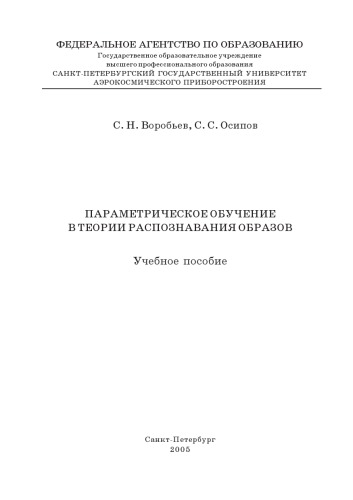 ФЕДЕРАЛЬНОЕ АГЕНТСТВО ПО ОБРАЗОВАНИЮ
Государственное образовательное учреждение
высшего профессионального образования
САНКТ-ПЕТЕРБУРГСКИЙ ГОСУДАРСТВЕННЫЙ УНИВЕРСИТЕТ
АЭРОКОСМИЧЕСКОГО ПРИБОРОСТРОЕНИЯ
С. Н. Воробьев, С. С. Осипов
ПАРАМЕТРИЧЕСКОЕ ОБУЧЕНИЕ
В ТЕОРИИ РАСПОЗНАВАНИЯ ОБРАЗОВ
Учебное пособие
Санкт-Петербург
2005